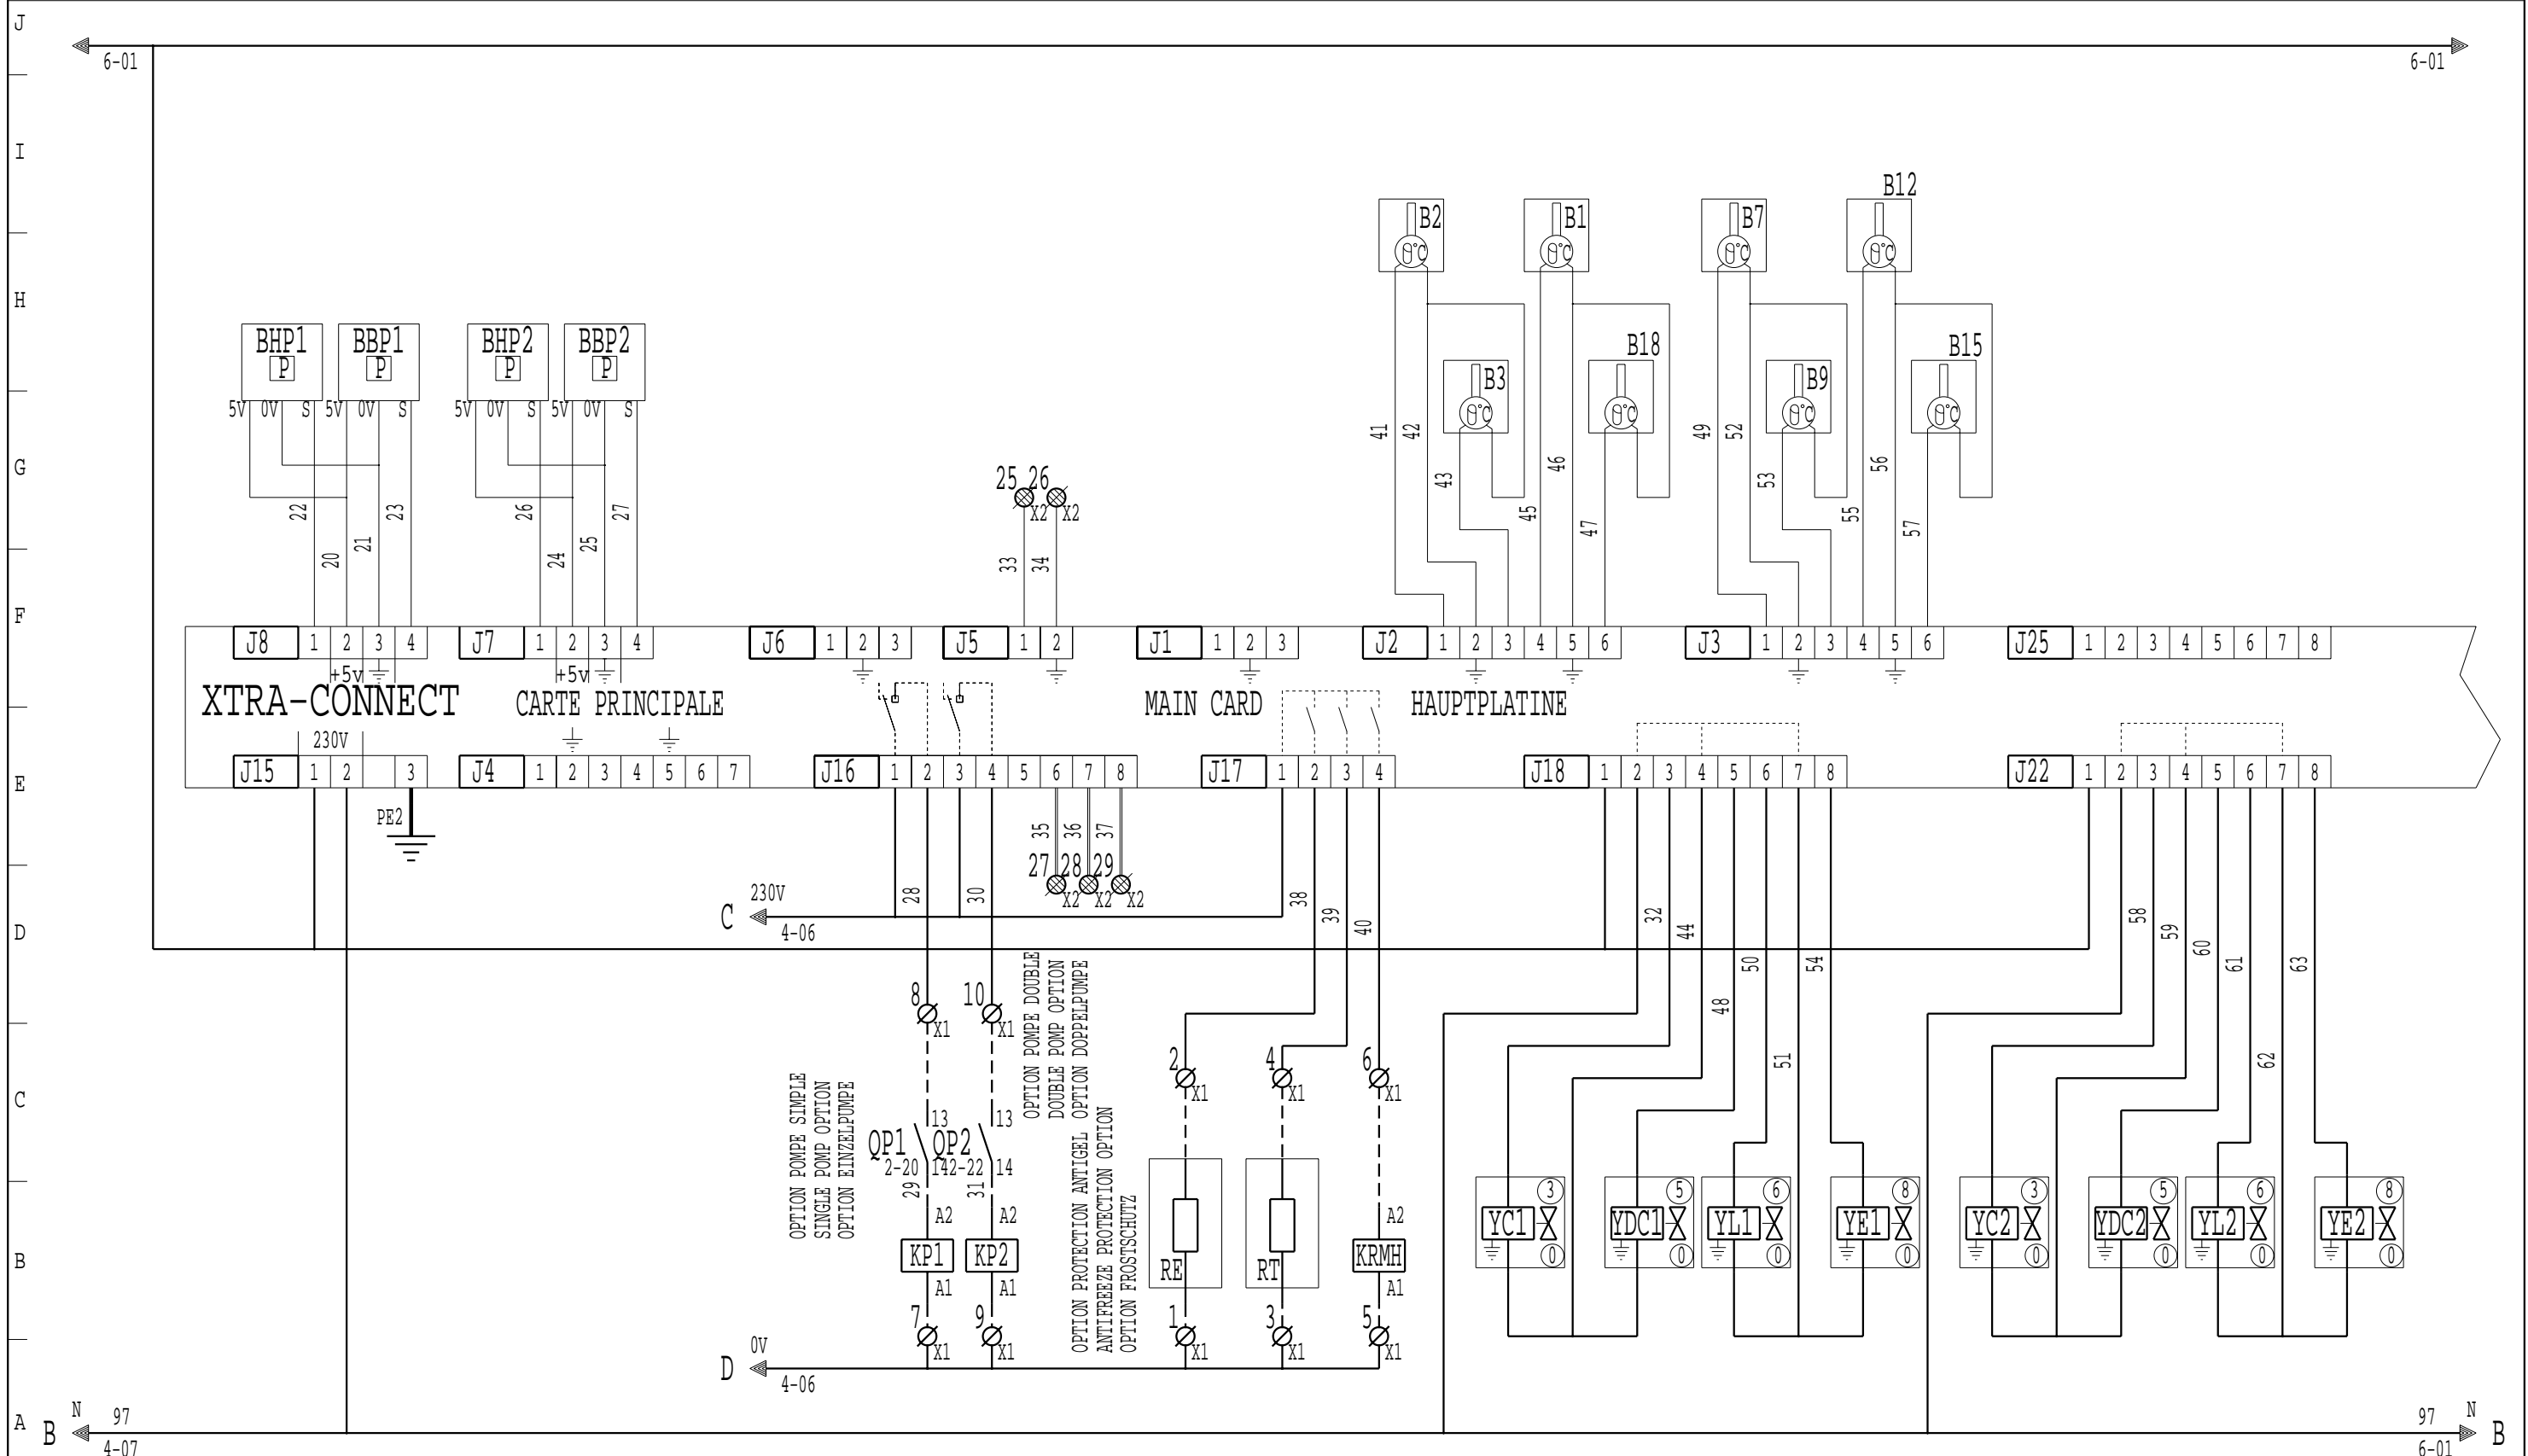 J
6-01 6-01
I
B12
B2 B1 B7
θ°C θ°C θ°C θ°C
H
BHP1 BBP1 BHP2 BBP2
P P P P
B18 B15
B3 B9
θ°C θ°C θ°C θ°C
5V 0V S 5V 0V S 5V 0V S 5V 0V S
41 42 49 52
G
25 26
X2 X2
43 46 53 56
22 23 26 27 45 47 55 57
20 21 24 25 33 34
F
J8 1 2 3 4
J7 1 2 3 4
J6 1 2 3
J5 1 2
J1 1 2 3
J2 1 2 3 4 5 6
J3 1 2 3 4 5 6
J25 1 2 3 4 5 6 7 8
+5v +5v
XTRA-CONNECT CARTE PRINCIPALE MAIN CARD HAUPTPLATINE
230V
E
J15 1 2 3
J4 1 2 3 4 5 6 7
J16 1 2 3 4 5 6 7 8
J17 1 2 3 4
J18 1 2 3 4 5 6 7 8
J22 1 2 3 4 5 6 7 8
PE2
35 36 37
27 28 29
X2 X2 X2
C 230V
4-06
28 30 38 39 40
32 44 50 54 48 51
58 59 60 61 63 62
D
8 10
X1 X1
OPTION POMPE DOUBLE
DOUBLE POMP OPTION
OPTION DOPPELPUMPE
2 4 6
X1 X1 X1
C
OPTION POMPE SIMPLE
SINGLE POMP OPTION
OPTION EINZELPUMPE
13 13
QP1 QP2
2-20 14 2-22 14
29 31
OPTION PROTECTION ANTIGEL
ANTIFREEZE PROTECTION OPTION
OPTION FROSTSCHUTZ
A2 A2 A2
KP1 KP2 RE RT KRMH
A1 A1 A1
3 5 6 8 3 5 6 8
YC1 YDC1 YL1 YE1 YC2 YDC2 YL2 YE2
0 0 0 0 0 0 0 0
B
7 9 1 3 5
X1 X1 X1 X1 X1
D 0V
4-06
A
B N 97
4-07
97 N B
6-01